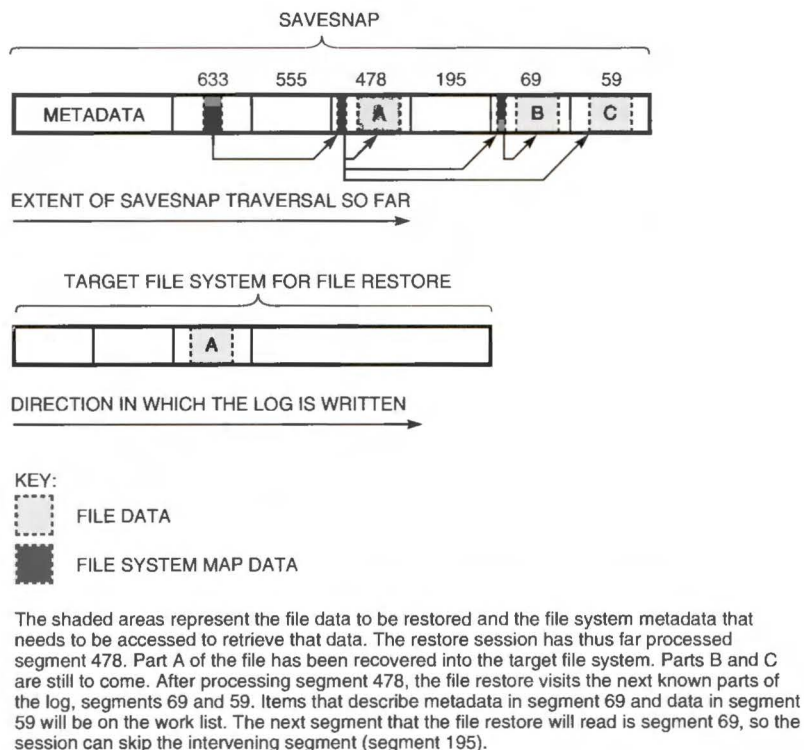 SAVESNAP
633 555 478 195 69 59
METADATA A B C
EXTENT OF SAVESNAP TRAVERSAL SO FAR
TARGET FILE SYSTEM FOR FILE RESTORE
A
DIRECTION IN WHICH THE LOG IS WRITTEN
KEY:
FILE DATA
FILE SYSTEM MAP DATA
The shaded areas represent the file data to be restored and the file system metadata that
needs to be accessed to retrieve that data. The restore session has thus far processed
segment 478. Part A of the file has been recovered into the target file system. Parts B and C
are still to come. After processing segment 478, the file restore visits the next known parts of
the log, segments 69 and 59. Items that describe metadata in segment 69 and data in segment
59 will be on the work list. The next segment that the file restore will read is segment 69, so the
session can skip the intervening segment (segment 195).